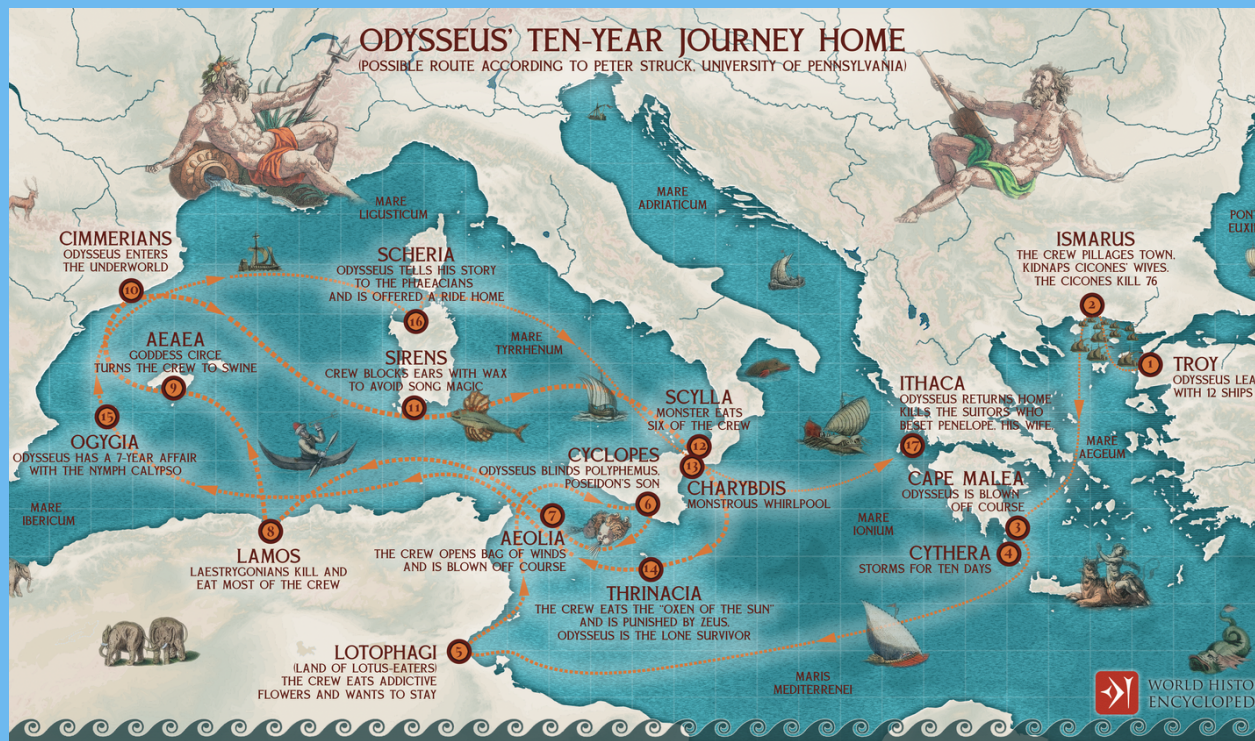 ODYSSEUS' TEN-YEAR JOURNEY HOME
(POSSIBLE ROUTE ACCORDING TO PETER STRUCK, UNIVERSITY OF PENNSYLVANIA)
MARE
LIGUSTICUM
MARE
ADRIATICUM
CIMMERIANS
ODYSSEUS ENTERS
THE UNDERWORLD
10
SCHERIA
ODYSSEUS TELLS HIS STORY
TO THE PHAEACIANS
AND IS OFFERED A RIDE HOME
16
ISMARUS
THE CREW PILLAGES TOWN,
KIDNAPS CICONES' WIVES.
THE CICONES KILL 76
2
AEAEA
GODDESS CIRCE
TURNS THE CREW TO SWINE
9
SIRENS
CREW BLOCKS EARS WITH WAX
TO AVOID SONG MAGIC
11
MARE
TYRRHENUM
1
TROY
WITH 12 SHIPS
15
OGYGIA
ODYSSEUS HAS A 7-YEAR AFFAIR
WITH THE NYMPH CALYPSO
SCYLLA
MONSTER EATS
SIX OF THE CREW
12
13
CHARYBDIS
MONSTROUS WHIRLPOOL
ITHACA
ODYSSEUS RETURNS HOME
KILLS THE SUITORS WHO
BESET PENELOPE, HIS WIFE.
17
MARE
AEGEUM
CYCLOPES
ODYSSEUS BLINDS POLYPHEMUS,
POSEIDON'S SON
6
CAPE MALEA
ODYSSEUS IS BLOWN
OFF COURSE
3
MARE
IBERICUM
MARE
IONIUM
8
LAMOS
LAESTRYGONIANS KILL AND
EAT MOST OF THE CREW
7
AEOLIA
THE CREW OPENS BAG OF WINDS
AND IS BLOWN OFF COURSE
CYTHERA
STORMS FOR TEN DAYS
4
14
THRINACIA
THE CREW EATS THE "OXEN OF THE SUN"
AND IS PUNISHED BY ZEUS.
ODYSSEUS IS THE LONE SURVIVOR
LOTOPHAGI
(LAND OF LOTUS-EATERS)
THE CREW EATS ADDICTIVE
FLOWERS AND WANTS TO STAY
5
MARIS
MEDITERRENEI
WORLD